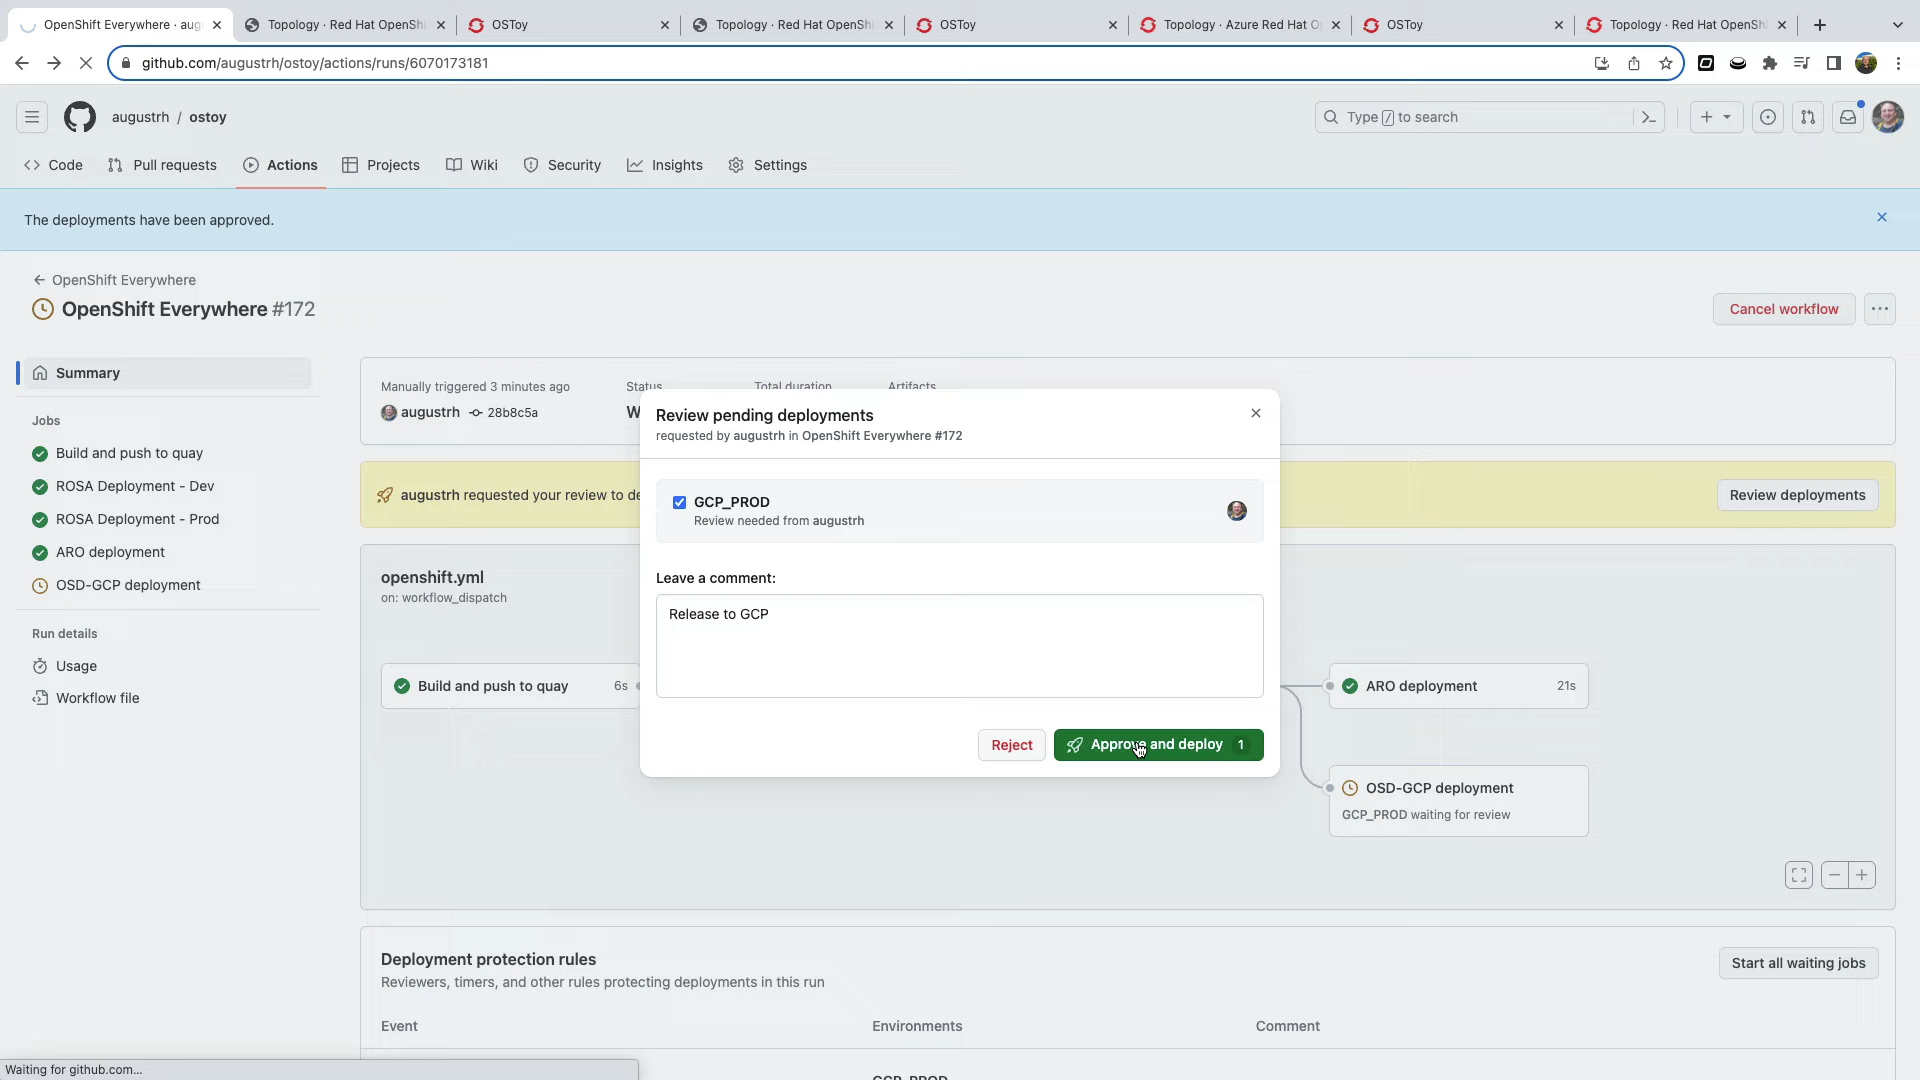 OpenShift Everywhere · aug
Topology · Red Hat OpenShi
OSToy
Topology · Red Hat OpenShi
OSToy
Topology · Azure Red Hat O
OSToy
Topology · Red Hat OpenShi
github.com/augustrh/ostoy/actions/runs/6070173181
augustrh / ostoy
Type / to search
Code
Pull requests
Actions
Projects
Wiki
Security
Insights
Settings
The deployments have been approved.
OpenShift Everywhere
OpenShift Everywhere #172
Cancel workflow
Summary
Jobs
Build and push to quay
ROSA Deployment - Dev
ROSA Deployment - Prod
ARO deployment
OSD-GCP deployment
Run details
Usage
Workflow file
Manually triggered 3 minutes ago
augustrh 28b8c5a
Status
W
Total duration
Artifacts
augustrh requested your review to de
Review deployments
openshift.yml
on: workflow_dispatch
Build and push to quay 6s
Review pending deployments
requested by augustrh in OpenShift Everywhere #172
GCP_PROD
Review needed from augustrh
Leave a comment:
Release to GCP
Reject
Approve and deploy 1
ARO deployment 21s
OSD-GCP deployment
GCP_PROD waiting for review
Deployment protection rules
Reviewers, timers, and other rules protecting deployments in this run
Start all waiting jobs
Event
Environments
Comment
GCP_PROD
Waiting for github.com...